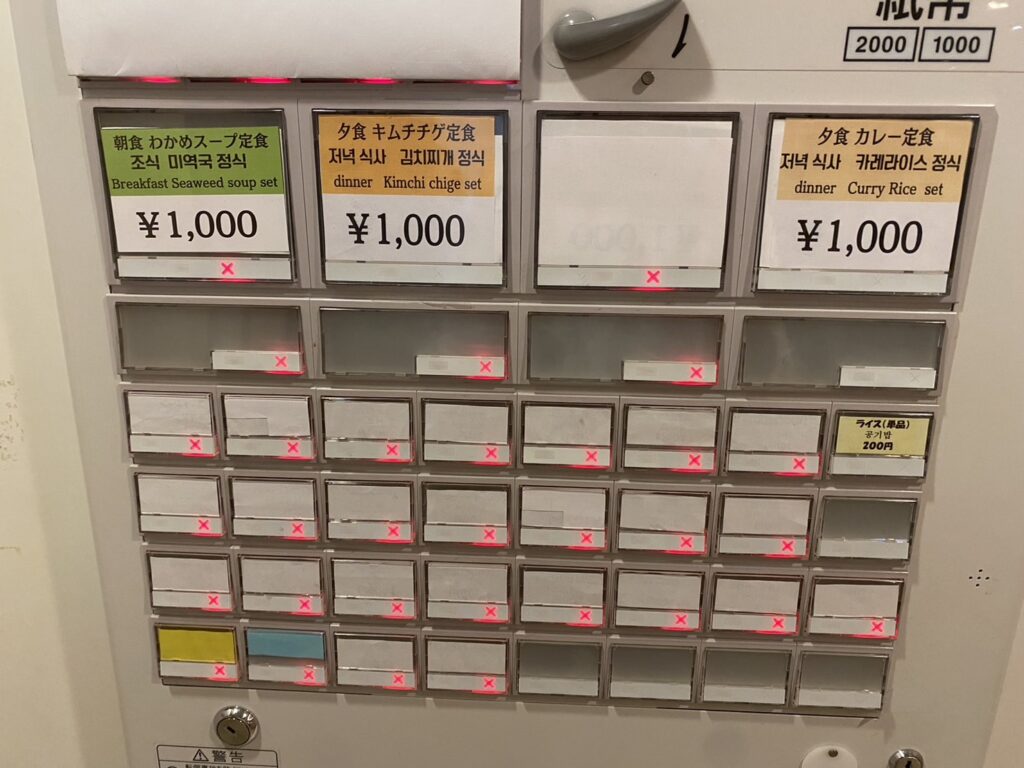 紙幣
2000 1000
朝食 わかめスープ定食
조식 미역국 정식
Breakfast Seaweed soup set
¥1,000
夕食 キムチチゲ定食
저녁 식사 김치찌개 정식
dinner Kimchi chige set
¥1,000
夕食 カレー定食
저녁 식사 카레라이스 정식
dinner Curry Rice set
¥1,000
ライス(単品)
공기밥
200円
警告